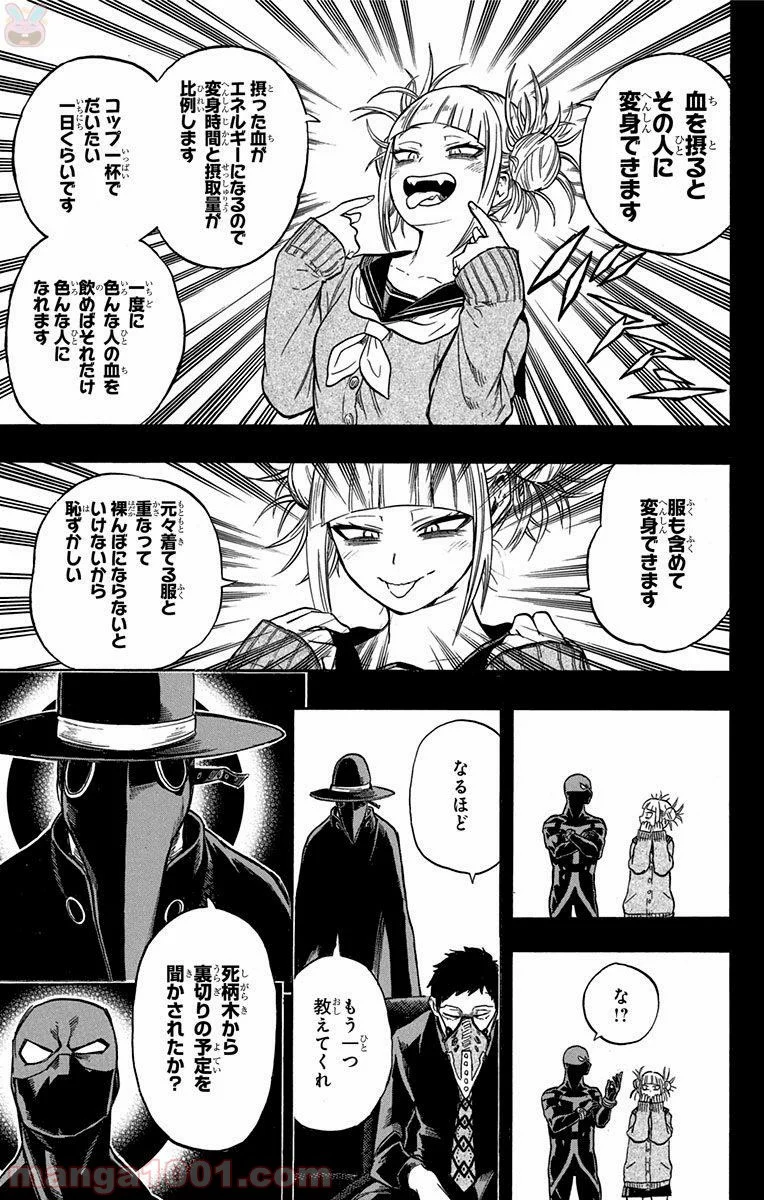 血を摂ると
その人に
変身できます
摂った血が
エネルギーになるので
変身時間と摂取量が
比例します
コップ一杯で
だいたい
一日くらいです
一度に
色んな人の血を
飲めばそれだけ
色んな人に
なれます
服も含めて
変身できます
元々着てる服と
重なって
裸んぼにならないと
いけないから
恥ずかしい
な!?
なるほど
もう一つ
教えてくれ
死柄木から
裏切りの予定を
聞かされたか?
manga1001.com